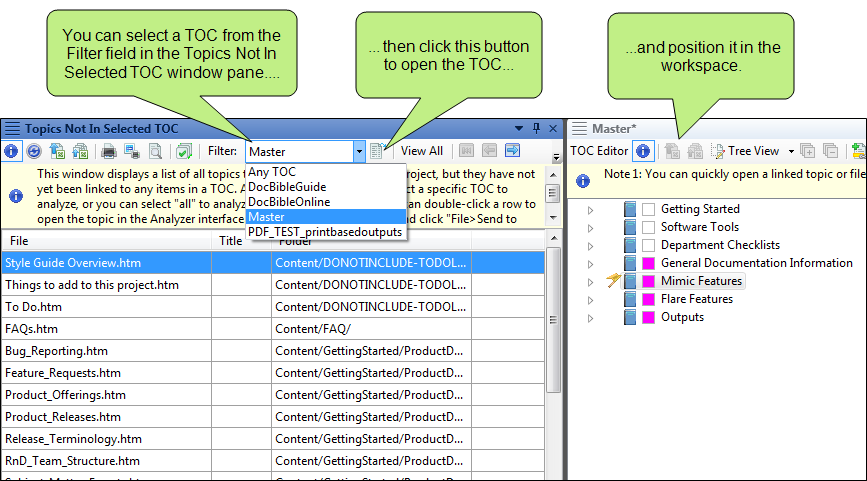 You can select a TOC from the
Filter field in the Topics Not In
Selected TOC window pane....
...then click this button
to open the TOC...
...and position it in the
workspace.
Topics Not In Selected TOC
Filter: Master View All
Any TOC
DocBibleGuide
DocBibleOnline
Master
PDF_TEST_printbasedoutputs
This window displays a list of all topics
roject, but they have not
yet been linked to any items in a TOC. A
ct a specific TOC to
analyze, or you can select "all" to analy
can double-click a row to
open the topic in the Analyzer interface
nd click "File>Send to
File Title Folder
Style Guide Overview.htm Content/DONOTINCLUDE-TODOL...
Things to add to this project.htm Content/DONOTINCLUDE-TODOL...
To Do.htm Content/DONOTINCLUDE-TODOL...
FAQs.htm Content/FAQ/
Bug_Reporting.htm Content/GettingStarted/ProductD...
Feature_Requests.htm Content/GettingStarted/ProductD...
Product_Offerings.htm Content/GettingStarted/ProductD...
Product_Releases.htm Content/GettingStarted/ProductD...
Release_Terminology.htm Content/GettingStarted/ProductD...
RnD_Team_Structure.htm Content/GettingStarted/ProductD...
Master*
TOC Editor Tree View
Note 1: You can quickly open a linked topic or file
Getting Started
Software Tools
Department Checklists
General Documentation Information
Mimic Features
Flare Features
Outputs